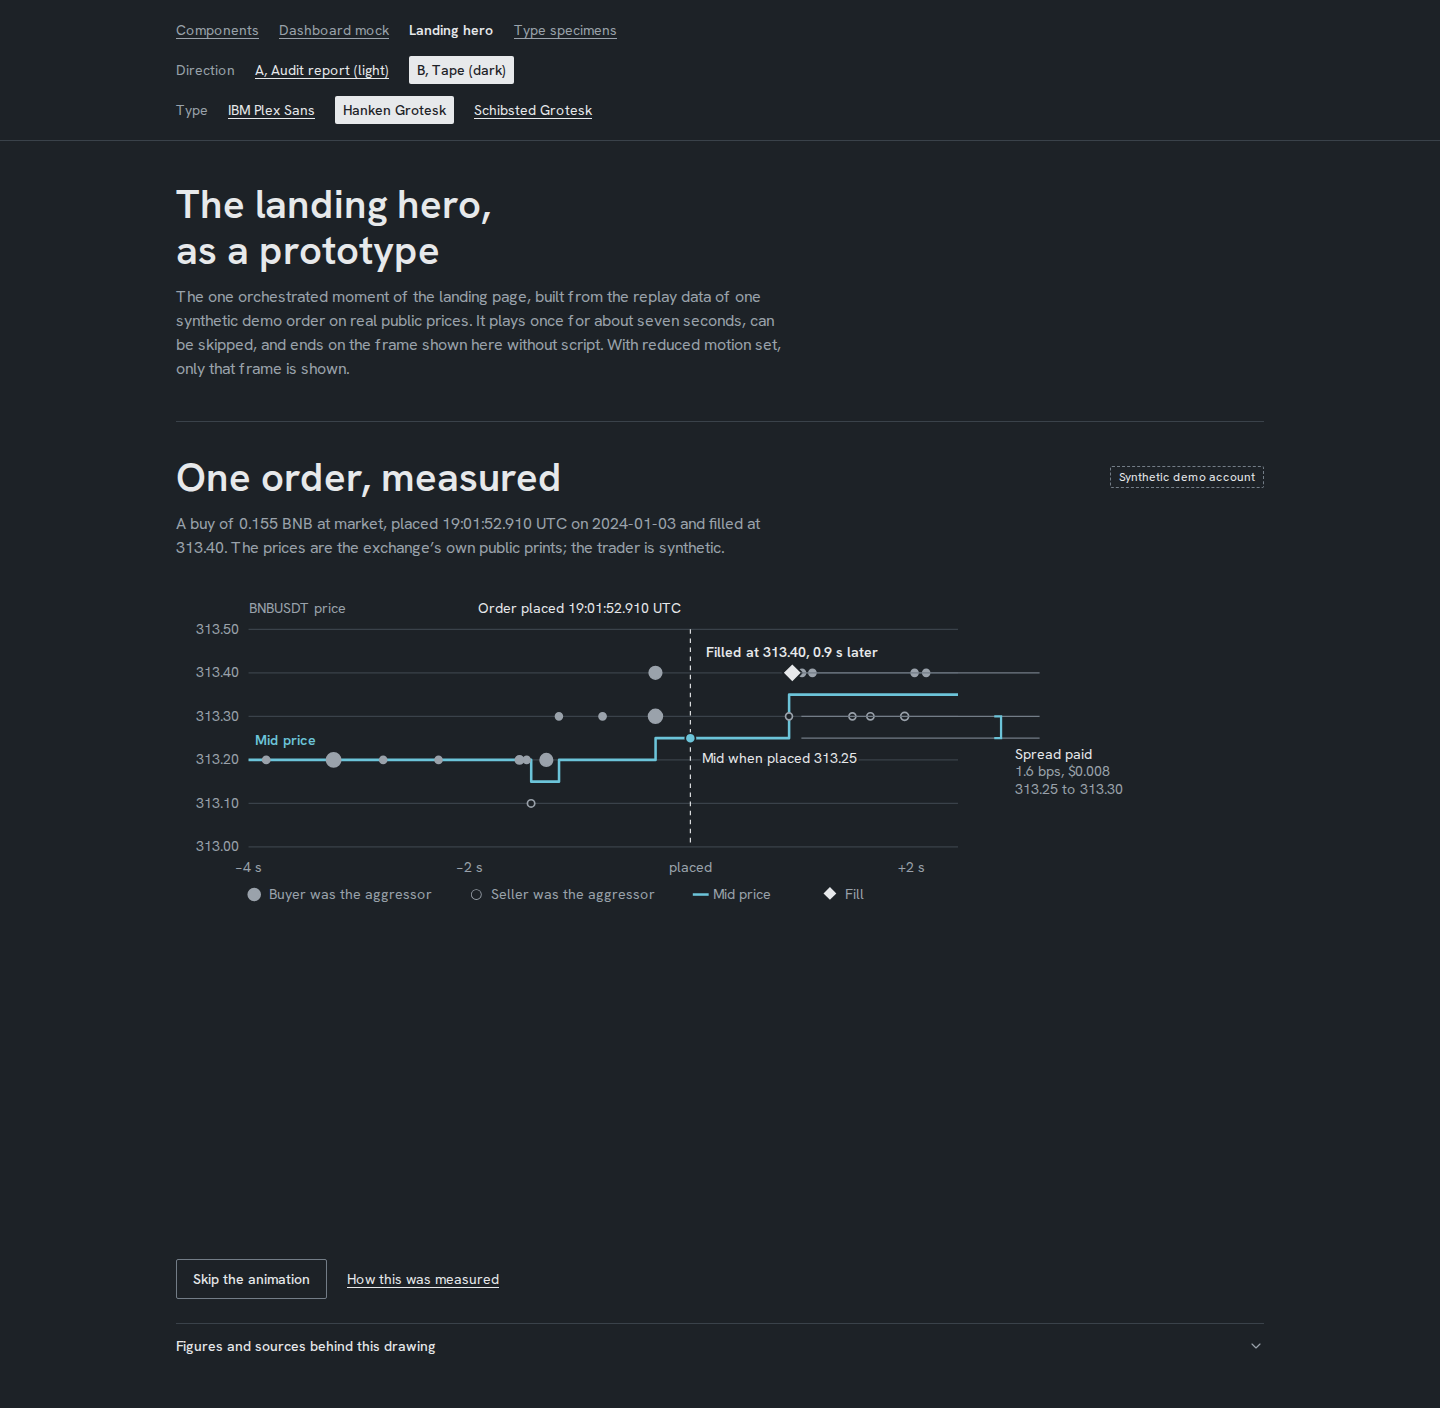 Components Dashboard mock Landing hero Type specimens
Direction A, Audit report (light) B, Tape (dark)
Type IBM Plex Sans Hanken Grotesk Schibsted Grotesk
The landing hero,
as a prototype
The one orchestrated moment of the landing page, built from the replay data of one
synthetic demo order on real public prices. It plays once for about seven seconds, can
be skipped, and ends on the frame shown here without script. With reduced motion set,
only that frame is shown.
One order, measured
Synthetic demo account
A buy of 0.155 BNB at market, placed 19:01:52.910 UTC on 2024-01-03 and filled at
313.40. The prices are the exchange’s own public prints; the trader is synthetic.
BNBUSDT price
Order placed 19:01:52.910 UTC
313.50
Filled at 313.40, 0.9 s later
313.40
313.30
Mid price
313.20
Mid when placed 313.25
Spread paid
1.6 bps, $0.008
313.25 to 313.30
313.10
313.00
−4 s −2 s placed +2 s
Buyer was the aggressor Seller was the aggressor Mid price Fill
Skip the animation How this was measured
Figures and sources behind this drawing